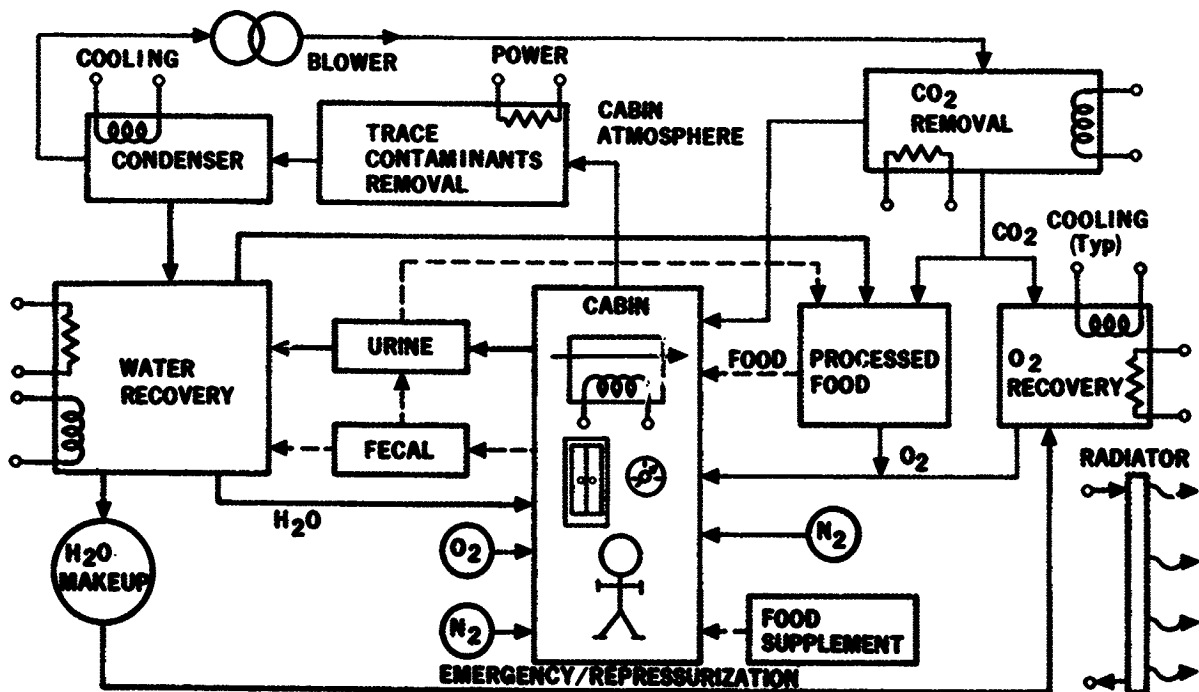 COOLING
BLOWER
POWER
CONDENSER
TRACE
CONTAMINANTS
REMOVAL
CABIN
ATMOSPHERE
CO2
REMOVAL
CO2
COOLING
(Typ)
WATER
RECOVERY
URINE
FECAL
CABIN
FOOD
PROCESSED
FOOD
O2
RECOVERY
O2
RADIATOR
H2O
H2O
MAKEUP
O2
N2
N2
FOOD
SUPPLEMENT
EMERGENCY/REPRESSURIZATION